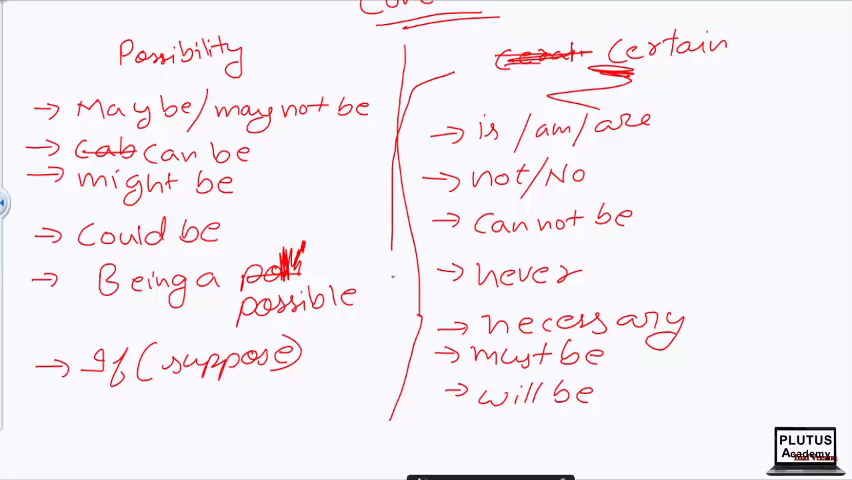 Possibility
→ May be/may not be
→ can be
→ might be
→ Could be
→ Being a
possible
→ If (suppose)
Certain
→ is /am/are
→ not/No
→ Can not be
→ never
→ necessary
→ must be
→ will be
PLUTUS
Academy